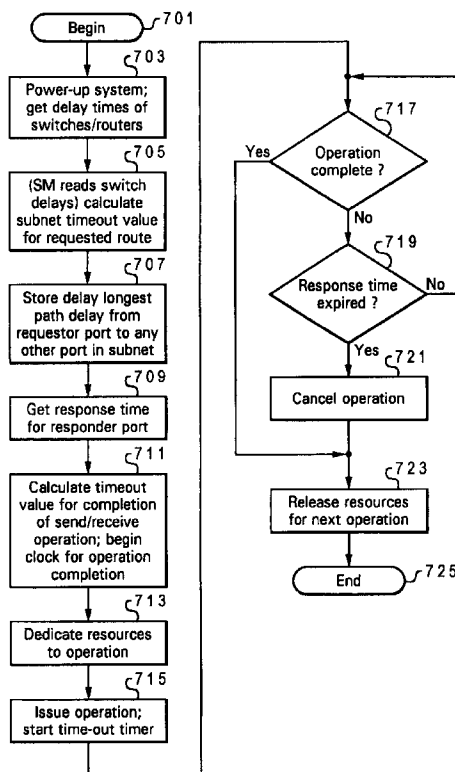 Begin
701
703
Power-up system;
get delay times of
switches/routers
705
(SM reads switch
delays) calculate
subnet timeout value
for requested route
707
Store delay longest
path delay from
requestor port to any
other port in subnet
709
Get response time
for responder port
711
Calculate timeout
value for completion
of send/receive
operation; begin
clock for operation
completion
713
Dedicate resources
to operation
715
Issue operation;
start time-out timer
717
Operation
complete ?
Yes
No
719
Response time
expired ?
No
Yes
721
Cancel operation
723
Release resources
for next operation
End
725